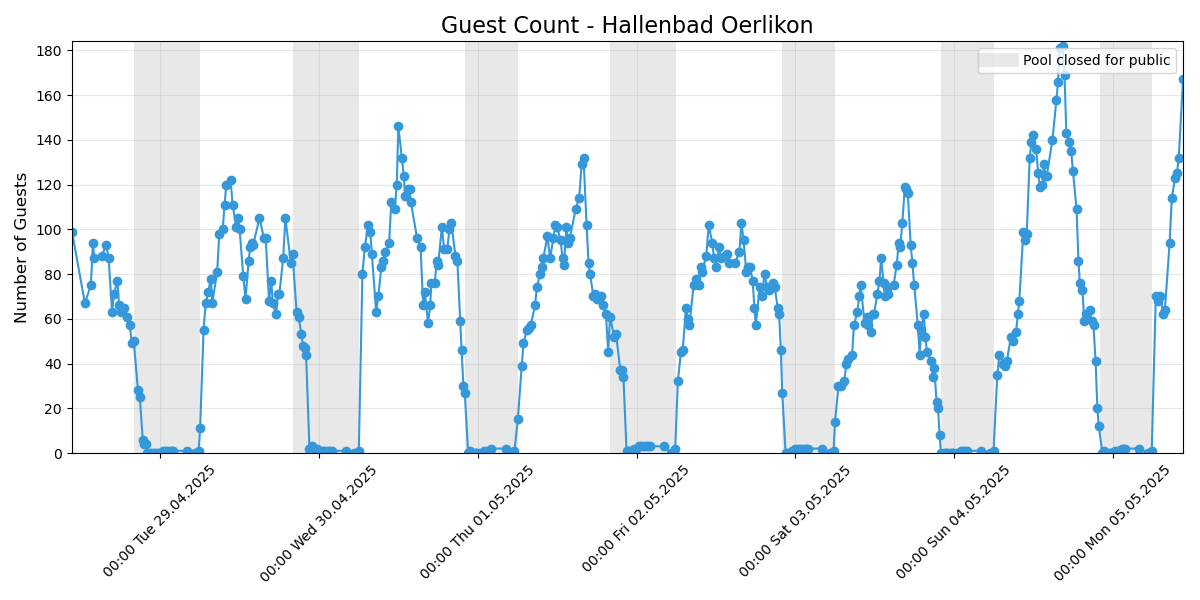 Guest Count - Hallenbad Oerlikon
Pool closed for public
Number of Guests
180
160
140
120
100
80
60
40
20
0
00:00 Tue 29.04.2025
00:00 Wed 30.04.2025
00:00 Thu 01.05.2025
00:00 Fri 02.05.2025
00:00 Sat 03.05.2025
00:00 Sun 04.05.2025
00:00 Mon 05.05.2025